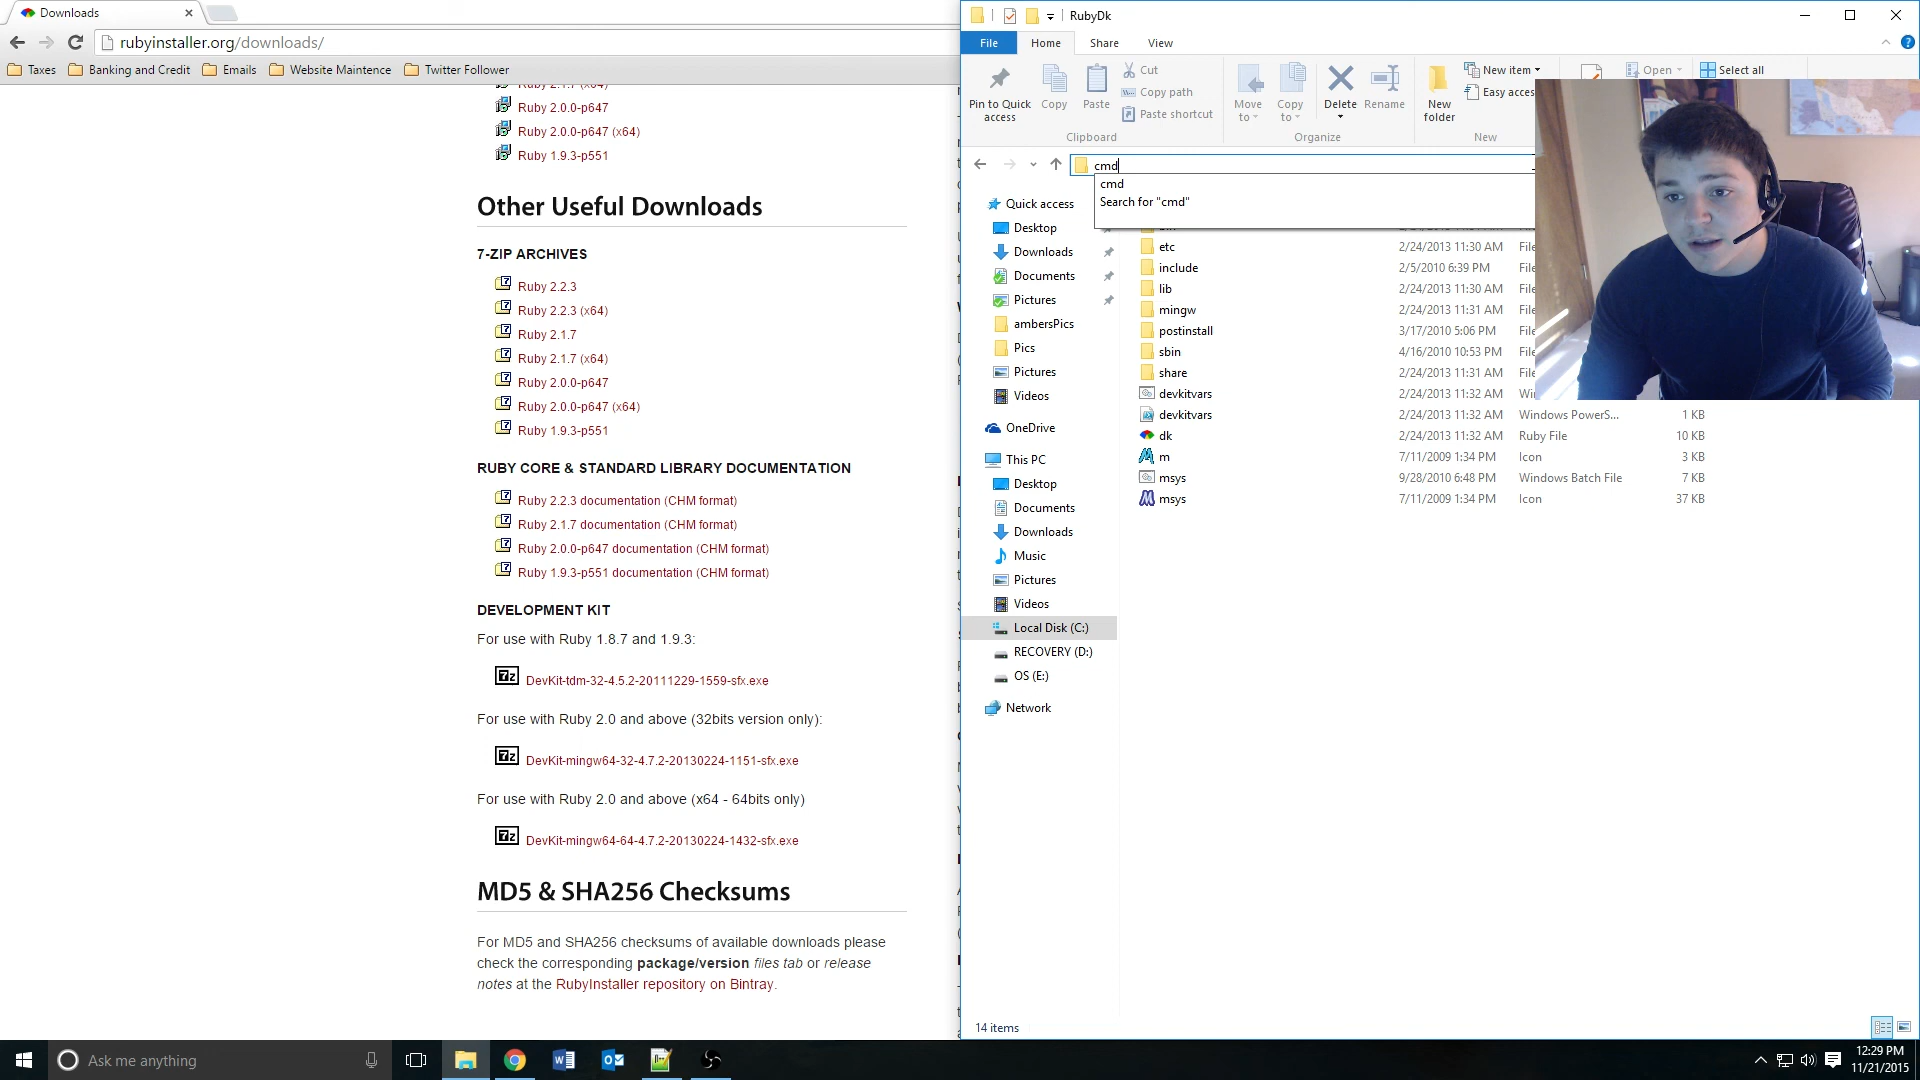 Downloads
rubyinstaller.org/downloads/
Taxes
Banking and Credit
Emails
Website Maintence
Twitter Follower
Ruby 2.0.0-p647
Ruby 2.0.0-p647 (x64)
Ruby 1.9.3-p551
Other Useful Downloads
7-ZIP ARCHIVES
Ruby 2.2.3
Ruby 2.2.3 (x64)
Ruby 2.1.7
Ruby 2.1.7 (x64)
Ruby 2.0.0-p647
Ruby 2.0.0-p647 (x64)
Ruby 1.9.3-p551
RUBY CORE & STANDARD LIBRARY DOCUMENTATION
Ruby 2.2.3 documentation (CHM format)
Ruby 2.1.7 documentation (CHM format)
Ruby 2.0.0-p647 documentation (CHM format)
Ruby 1.9.3-p551 documentation (CHM format)
DEVELOPMENT KIT
For use with Ruby 1.8.7 and 1.9.3:
DevKit-tdm-32-4.5.2-20111229-1559-sfx.exe
For use with Ruby 2.0 and above (32bits version only):
DevKit-mingw64-32-4.7.2-20130224-1151-sfx.exe
For use with Ruby 2.0 and above (x64 - 64bits only)
DevKit-mingw64-64-4.7.2-20130224-1432-sfx.exe
MD5 & SHA256 Checksums
For MD5 and SHA256 checksums of available downloads please
check the corresponding package/version files tab or release
notes at the RubyInstaller repository on Bintray.
RubyDk
File Home Share View
Pin to Quick access
Copy
Paste
Cut
Copy path
Paste shortcut
Clipboard
Move to
Copy to
Delete
Rename
Organize
New folder
New item
Easy acces
New
Open
Select all
cmd
cmd
Search for "cmd"
Quick access
Desktop
Downloads
Documents
Pictures
ambersPics
Pics
Pictures
Videos
OneDrive
This PC
Desktop
Documents
Downloads
Music
Pictures
Videos
Local Disk (C:)
RECOVERY (D:)
OS (E:)
Network
etc 2/24/2013 11:30 AM File
include 2/5/2010 6:39 PM File
lib 2/24/2013 11:30 AM File
mingw 2/24/2013 11:31 AM File
postinstall 3/17/2010 5:06 PM File
sbin 4/16/2010 10:53 PM File
share 2/24/2013 11:31 AM File
devkitvars 2/24/2013 11:32 AM Win
devkitvars 2/24/2013 11:32 AM Windows PowerS... 1 KB
dk 2/24/2013 11:32 AM Ruby File 10 KB
m 7/11/2009 1:34 PM Icon 3 KB
msys 9/28/2010 6:48 PM Windows Batch File 7 KB
msys 7/11/2009 1:34 PM Icon 37 KB
14 items
Ask me anything
12:29 PM
11/21/2015